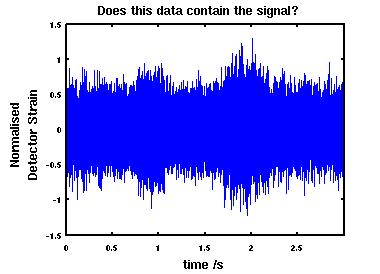 Does this data contain the signal?
1.5
1
0.5
0
-0.5
-1
-1.5
Normalised
Detector Strain
0 0.5 1 1.5 2 2.5
time /s